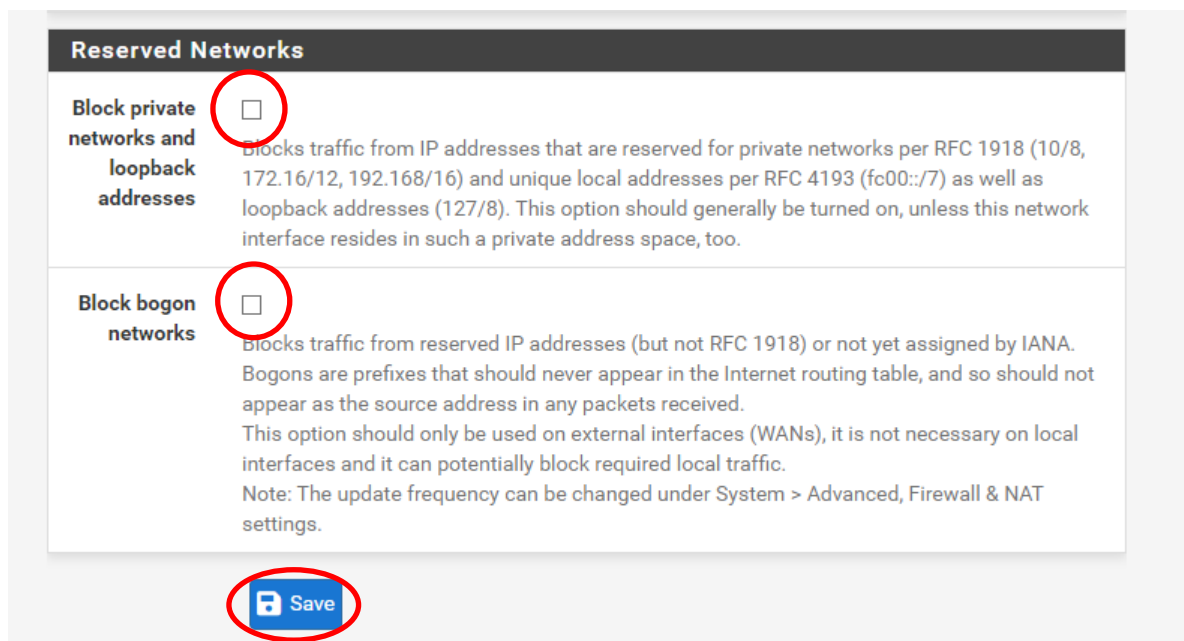 Reserved Networks
Block private
networks and
loopback
addresses
Blocks traffic from IP addresses that are reserved for private networks per RFC 1918 (10/8,
172.16/12, 192.168/16) and unique local addresses per RFC 4193 (fc00::/7) as well as
loopback addresses (127/8). This option should generally be turned on, unless this network
interface resides in such a private address space, too.
Block bogon
networks
Blocks traffic from reserved IP addresses (but not RFC 1918) or not yet assigned by IANA.
Bogons are prefixes that should never appear in the Internet routing table, and so should not
appear as the source address in any packets received.
This option should only be used on external interfaces (WANs), it is not necessary on local
interfaces and it can potentially block required local traffic.
Note: The update frequency can be changed under System > Advanced, Firewall & NAT
settings.
Save